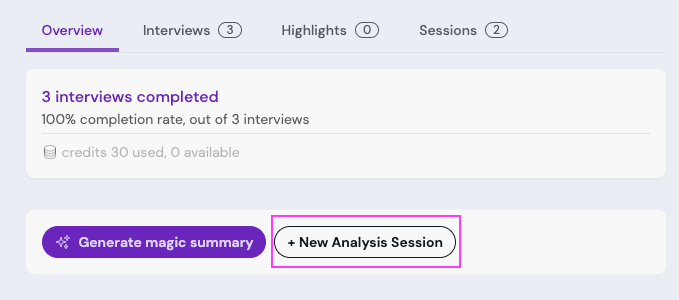 Overview Interviews 3 Highlights 0 Sessions 2
3 interviews completed
100% completion rate, out of 3 interviews
credits 30 used, 0 available
Generate magic summary + New Analysis Session